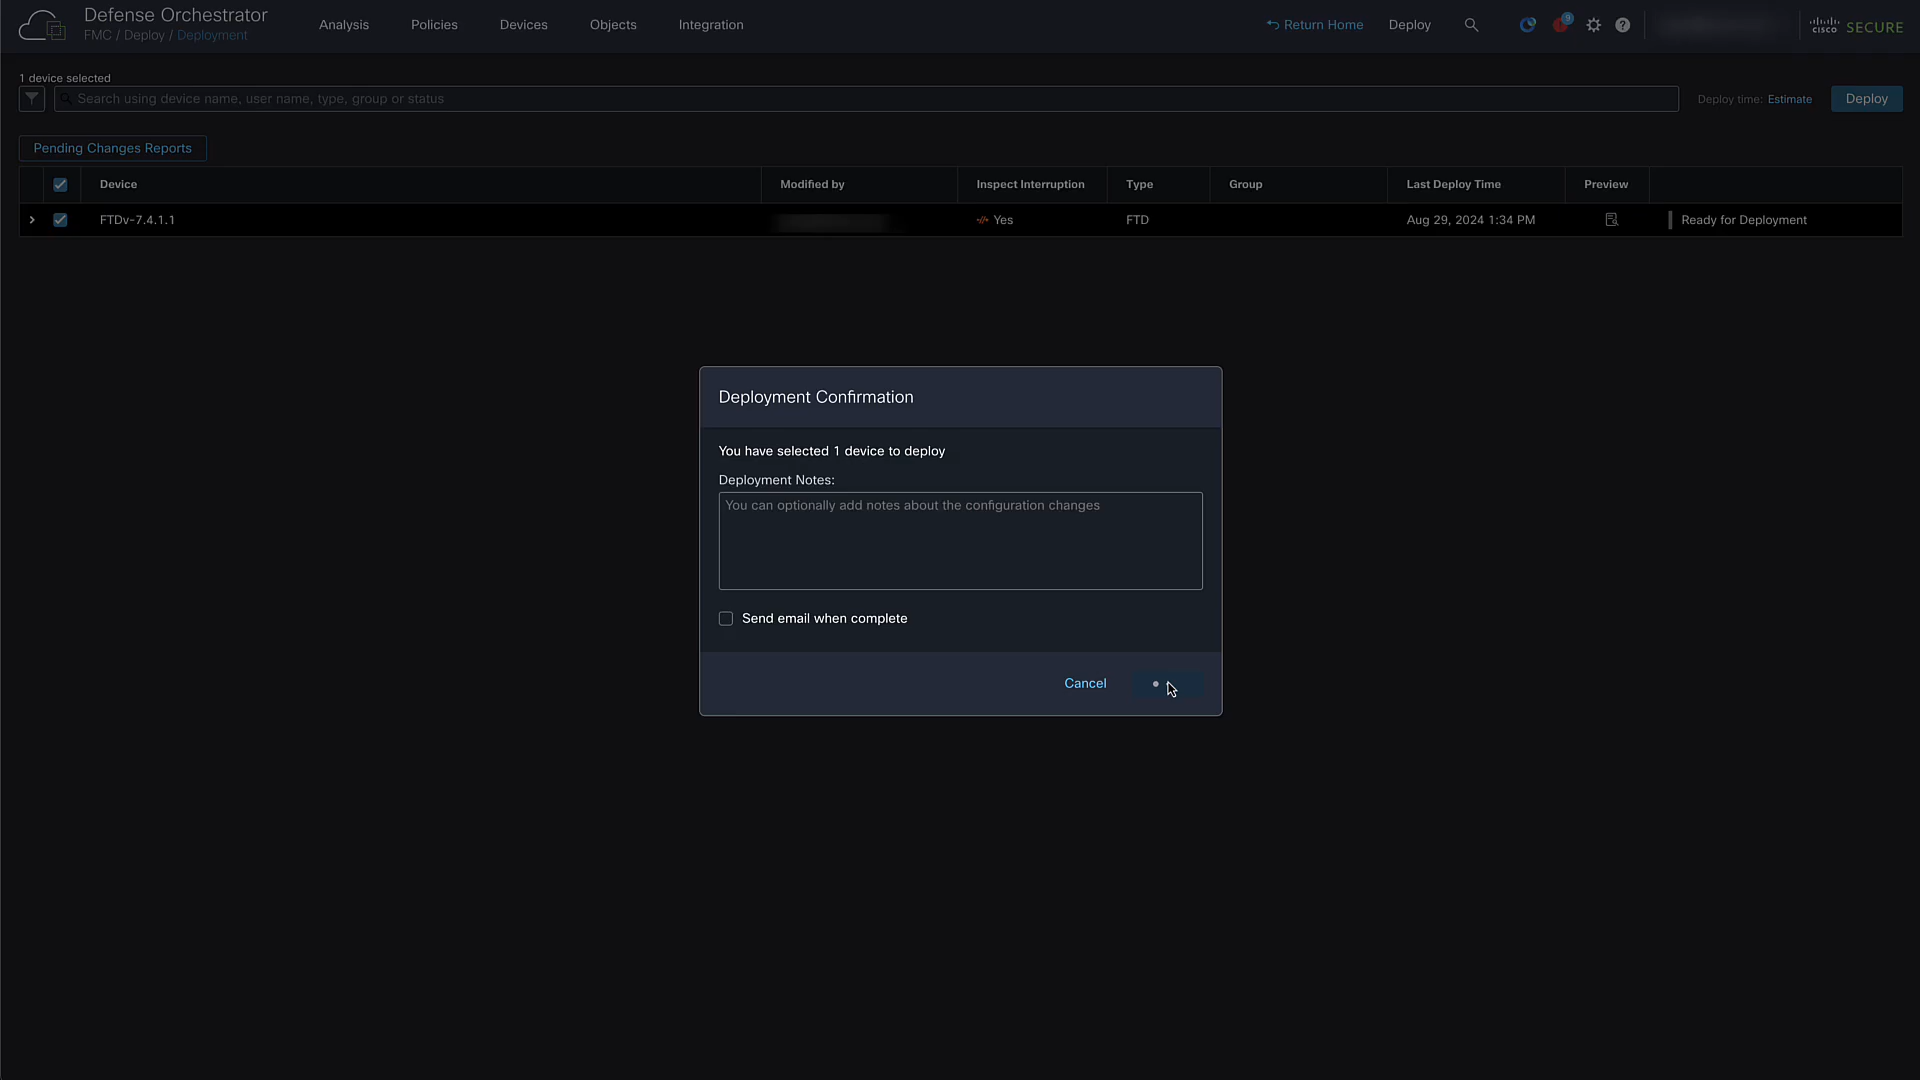 Defense Orchestrator
FMC / Deploy / Deployment
Analysis
Policies
Devices
Objects
Integration
Return Home
Deploy
9
cisco SECURE
1 device selected
Search using device name, user name, type, group or status
Deploy time: Estimate
Deploy
Pending Changes Reports
Device
Modified by
Inspect Interruption
Type
Group
Last Deploy Time
Preview
FTDv-7.4.1.1
Yes
FTD
Aug 29, 2024 1:34 PM
Ready for Deployment
Deployment Confirmation
You have selected 1 device to deploy
Deployment Notes:
You can optionally add notes about the configuration changes
Send email when complete
Cancel